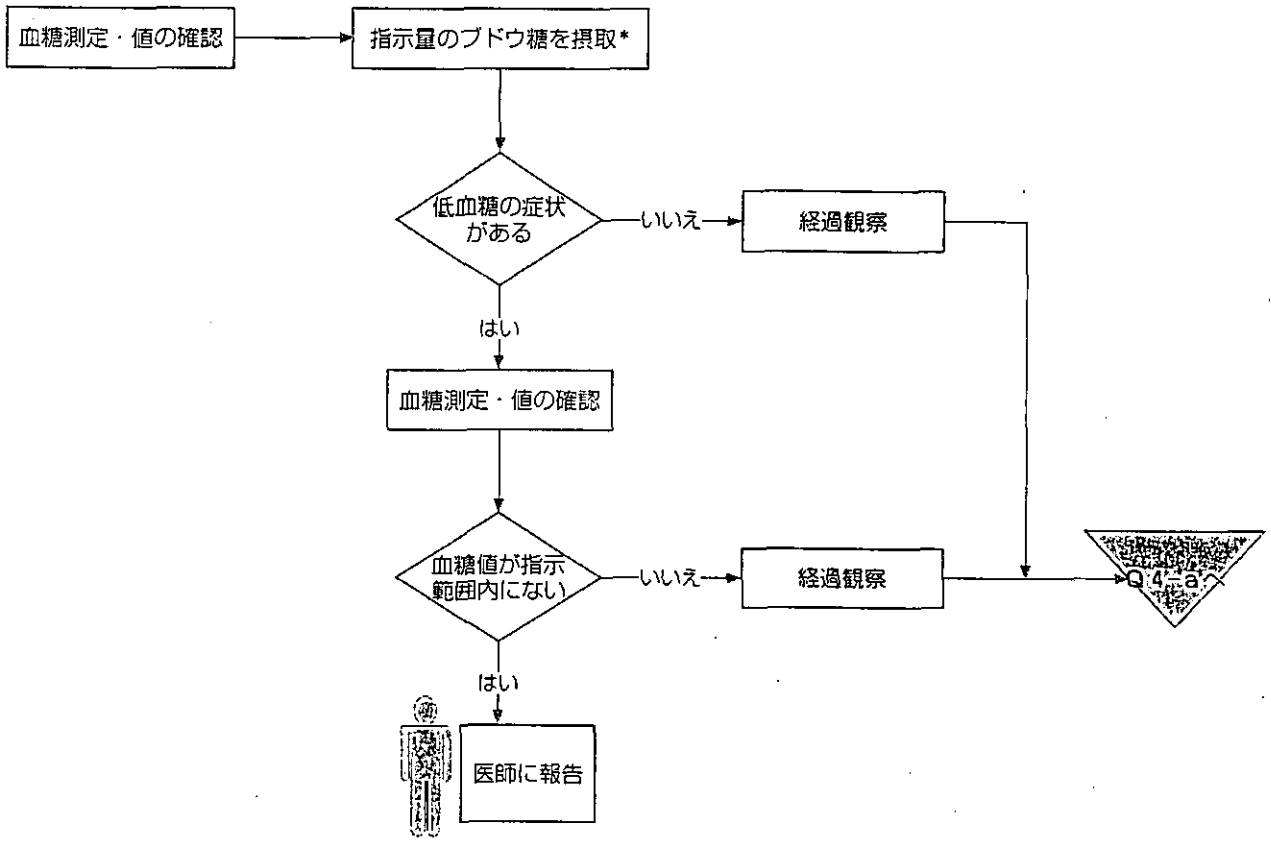 血糖測定・値の確認
指示量のブドウ糖を摂取*
低血糖の症状
がある
いいえ
経過観察
はい
血糖測定・値の確認
血糖値が指示
範囲内にない
いいえ
経過観察
Q 4-aへ
はい
医師に報告